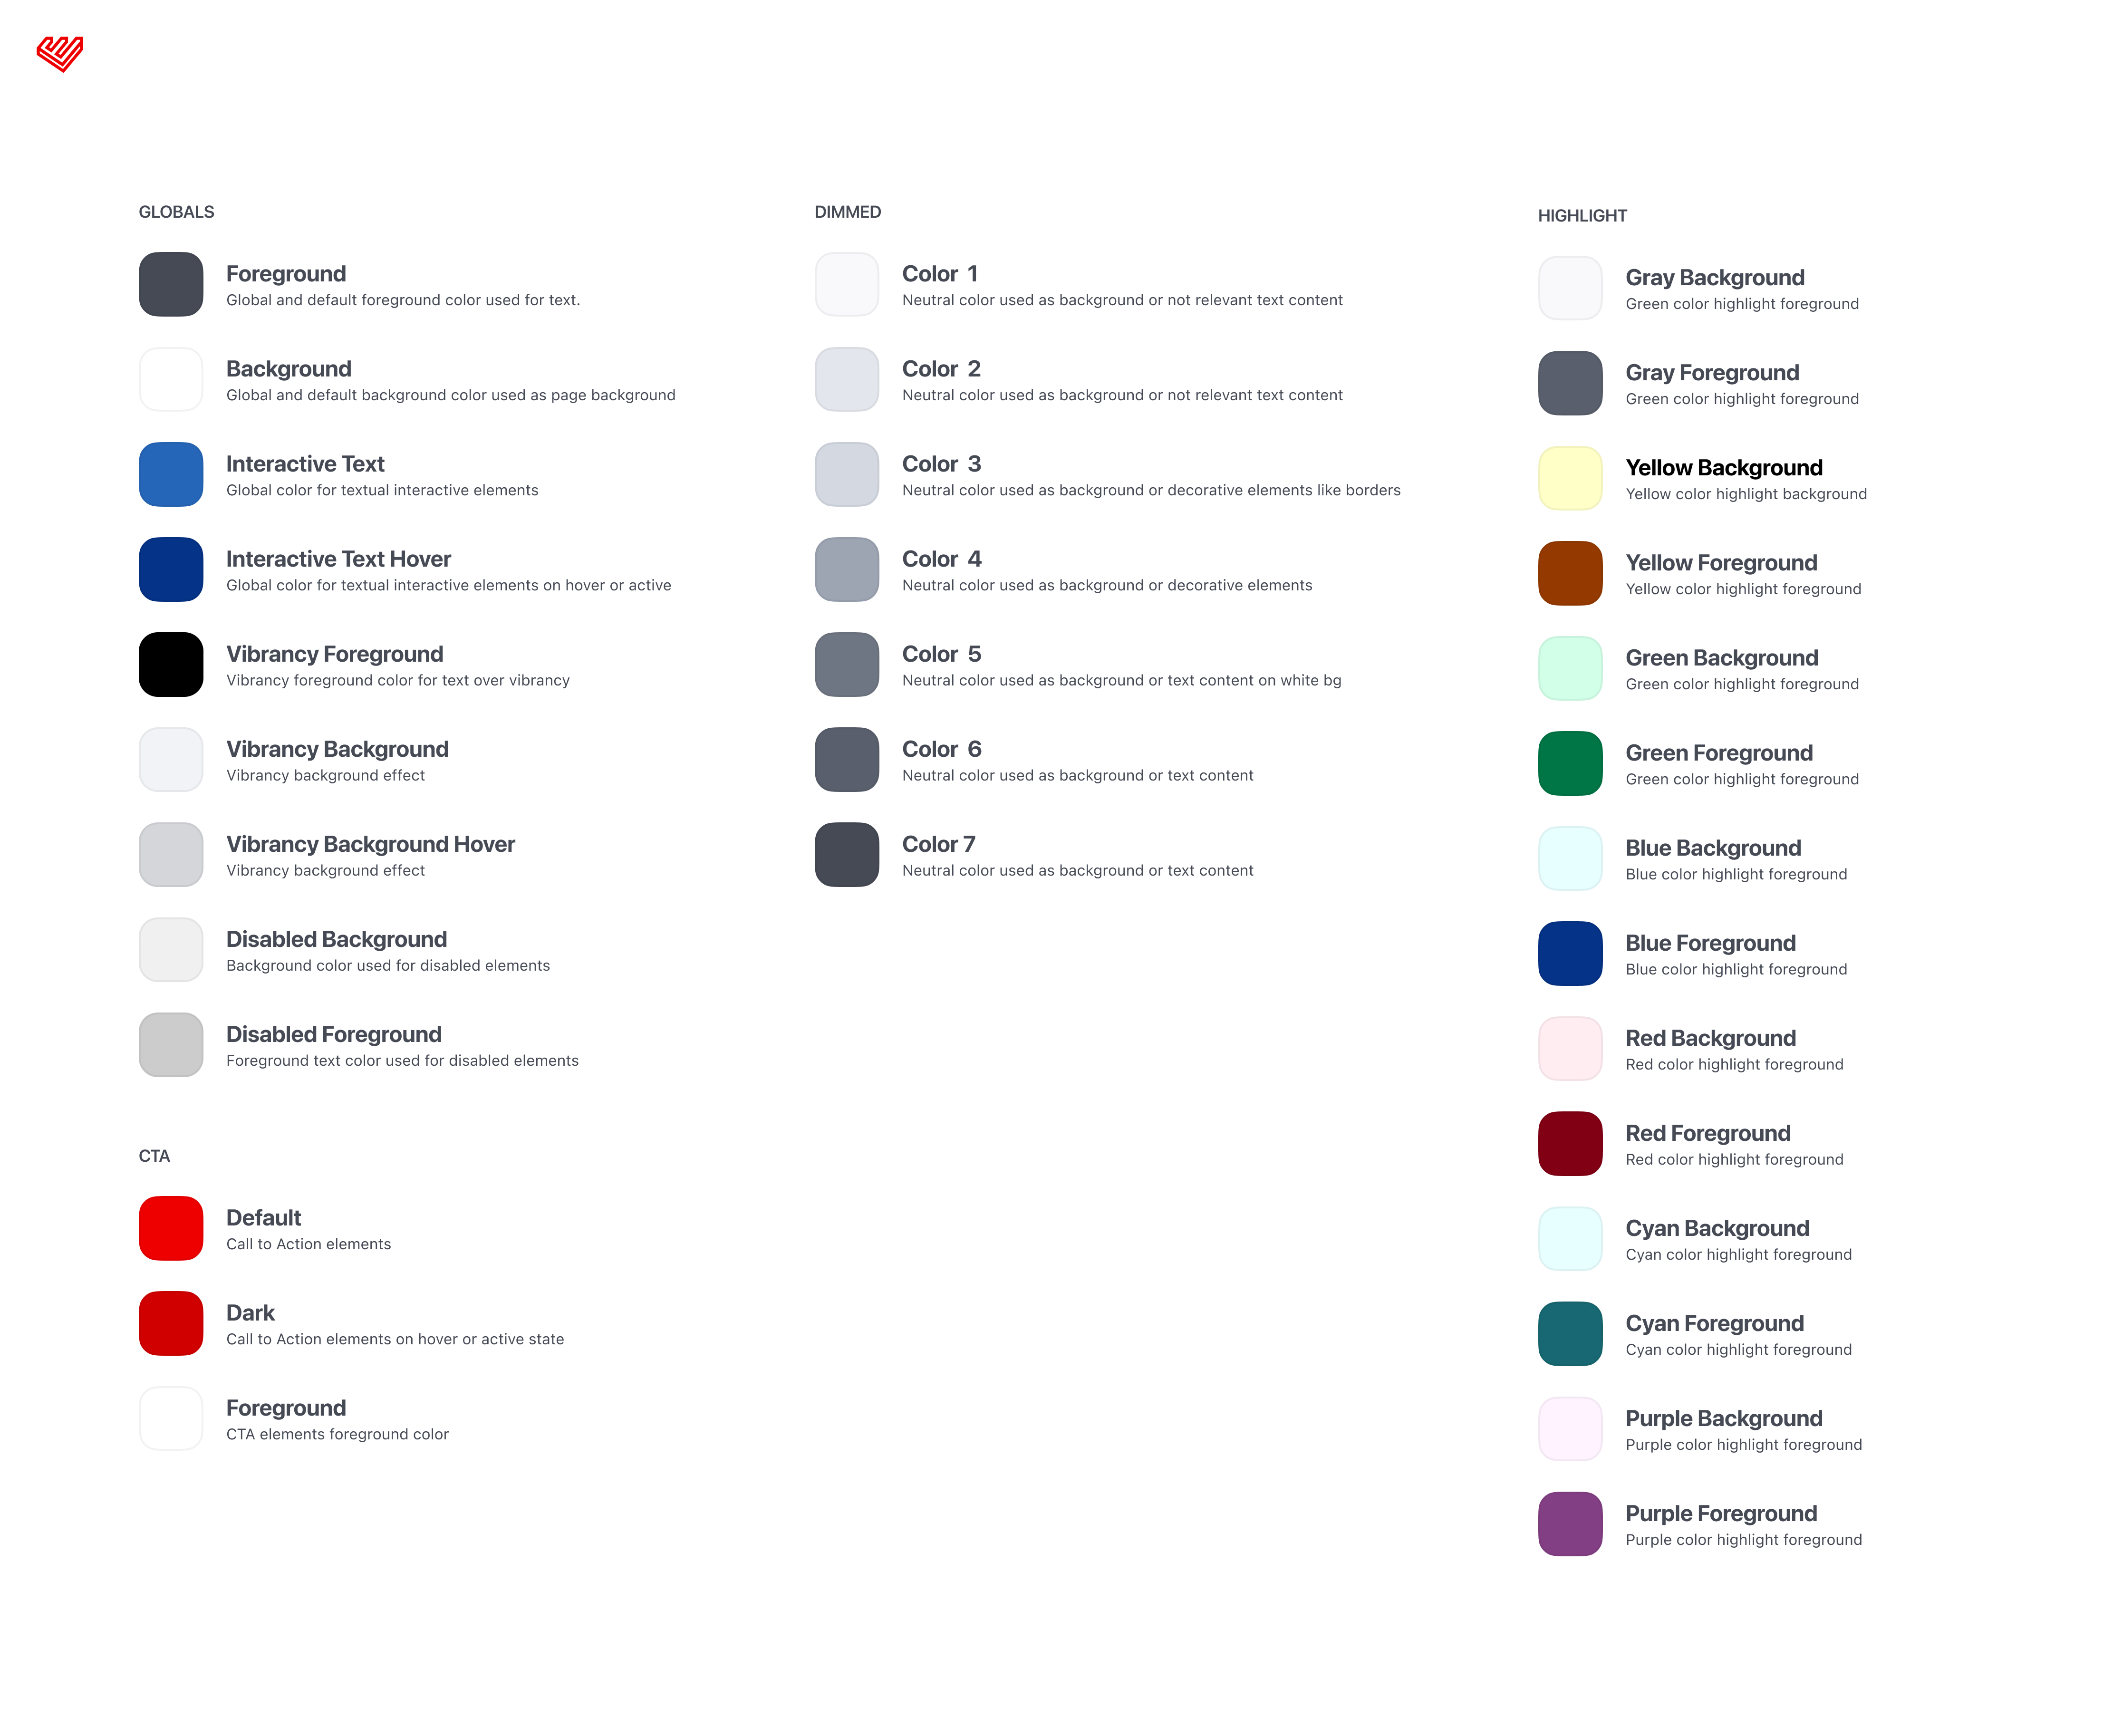 GLOBALS
Foreground
Global and default foreground color used for text.
Background
Global and default background color used as page background
Interactive Text
Global color for textual interactive elements
Interactive Text Hover
Global color for textual interactive elements on hover or active
Vibrancy Foreground
Vibrancy foreground color for text over vibrancy
Vibrancy Background
Vibrancy background effect
Vibrancy Background Hover
Vibrancy background effect
Disabled Background
Background color used for disabled elements
Disabled Foreground
Foreground text color used for disabled elements
CTA
Default
Call to Action elements
Dark
Call to Action elements on hover or active state
Foreground
CTA elements foreground color
DIMMED
Color 1
Neutral color used as background or not relevant text content
Color 2
Neutral color used as background or not relevant text content
Color 3
Neutral color used as background or decorative elements like borders
Color 4
Neutral color used as background or decorative elements
Color 5
Neutral color used as background or text content on white bg
Color 6
Neutral color used as background or text content
Color 7
Neutral color used as background or text content
HIGHLIGHT
Gray Background
Green color highlight foreground
Gray Foreground
Green color highlight foreground
Yellow Background
Yellow color highlight background
Yellow Foreground
Yellow color highlight foreground
Green Background
Green color highlight foreground
Green Foreground
Green color highlight foreground
Blue Background
Blue color highlight foreground
Blue Foreground
Blue color highlight foreground
Red Background
Red color highlight foreground
Red Foreground
Red color highlight foreground
Cyan Background
Cyan color highlight foreground
Cyan Foreground
Cyan color highlight foreground
Purple Background
Purple color highlight foreground
Purple Foreground
Purple color highlight foreground